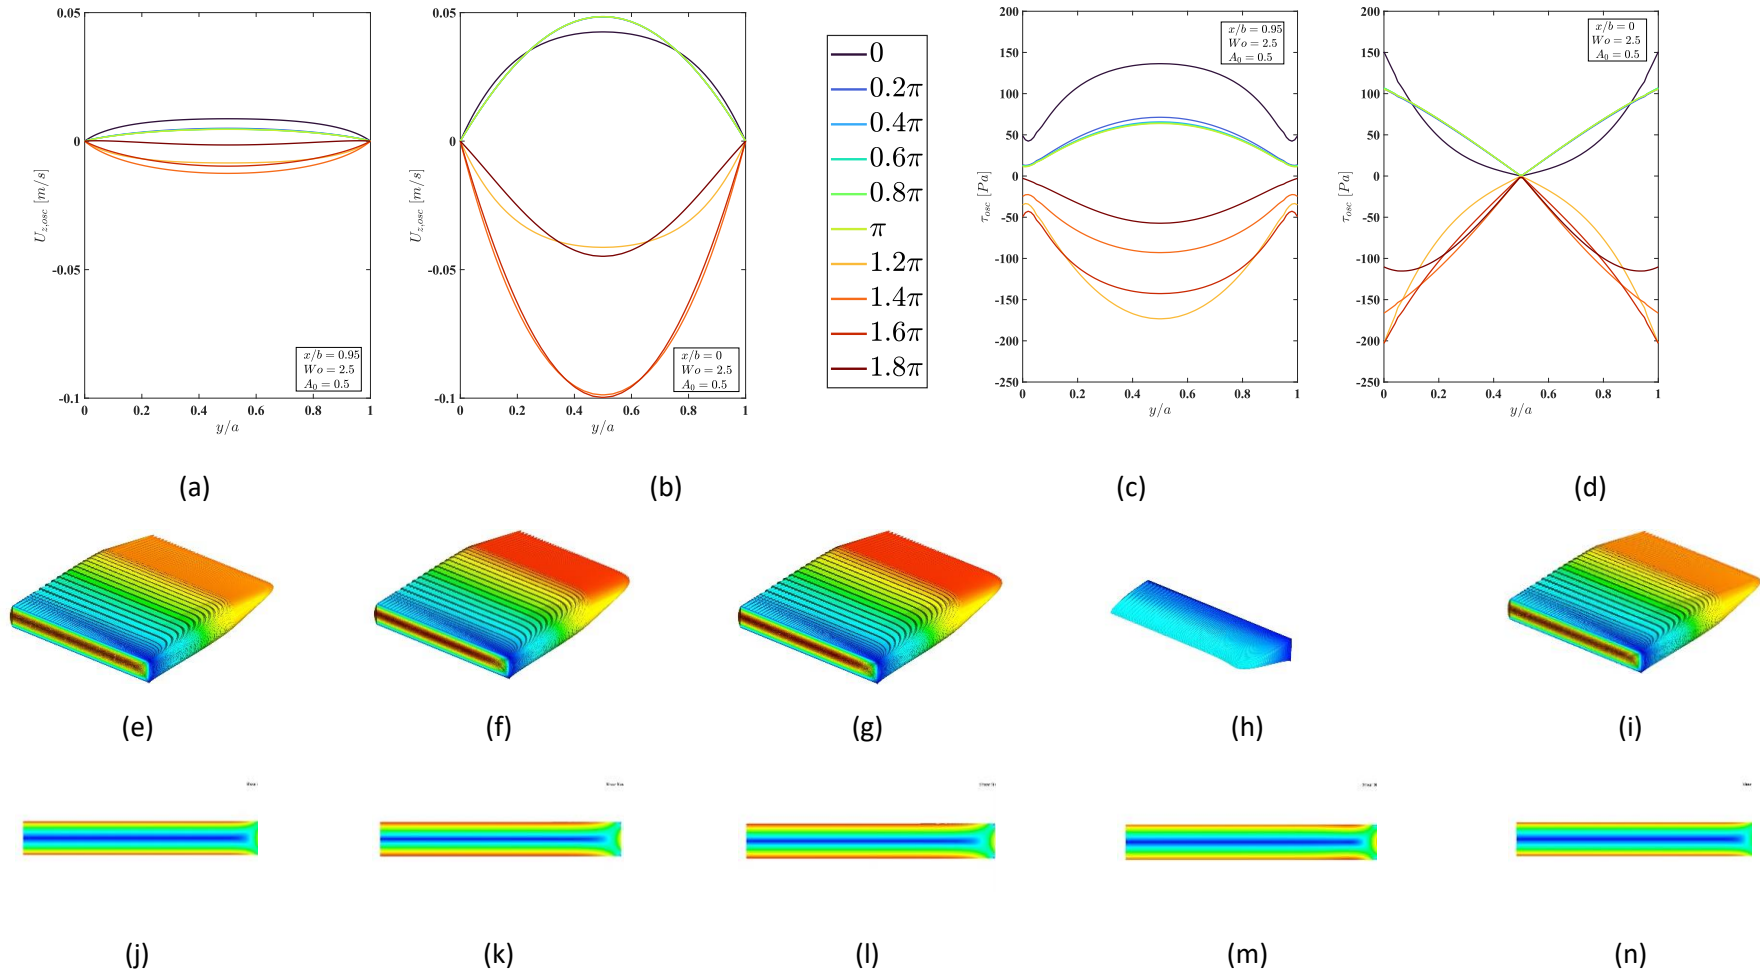 0.05
0
-0.05
-0.1
U_{z,osc} [m/s]
x/b = 0.95
Wo = 2.5
A_0 = 0.5
0 0.2 0.4 0.6 0.8 1
y/a
0.05
0
-0.05
-0.1
U_{z,osc} [m/s]
x/b = 0
Wo = 2.5
A_0 = 0.5
0 0.2 0.4 0.6 0.8 1
y/a
0
0.2π
0.4π
0.6π
0.8π
π
1.2π
1.4π
1.6π
1.8π
200
150
100
50
0
-50
-100
-150
-200
-250
τ_{osc} [Pa]
x/b = 0.95
Wo = 2.5
A_0 = 0.5
0 0.2 0.4 0.6 0.8 1
y/a
200
150
100
50
0
-50
-100
-150
-200
-250
τ_{osc} [Pa]
x/b = 0
Wo = 2.5
A_0 = 0.5
0 0.2 0.4 0.6 0.8 1
y/a
(a) (b) (c) (d)
(e) (f) (g) (h) (i)
(j) (k) (l) (m) (n)